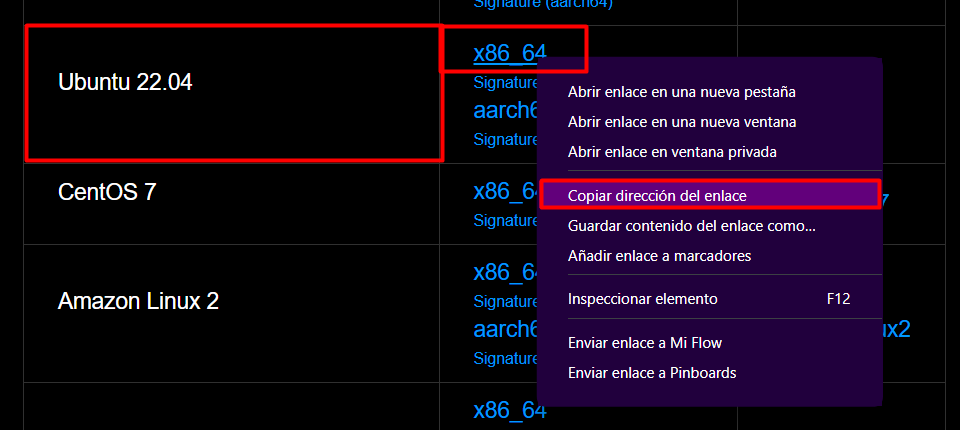 Signature (aarch64)
Ubuntu 22.04
x86_64
Signature
aarch6
Signature
CentOS 7
x86_6
Signature
Amazon Linux 2
x86_6
Signature
aarch6
Signature
ux2
x86_64
Abrir enlace en una nueva pestaña
Abrir enlace en una nueva ventana
Abrir enlace en ventana privada
Copiar dirección del enlace
Guardar contenido del enlace como...
Añadir enlace a marcadores
Inspeccionar elemento F12
Enviar enlace a Mi Flow
Enviar enlace a Pinboards